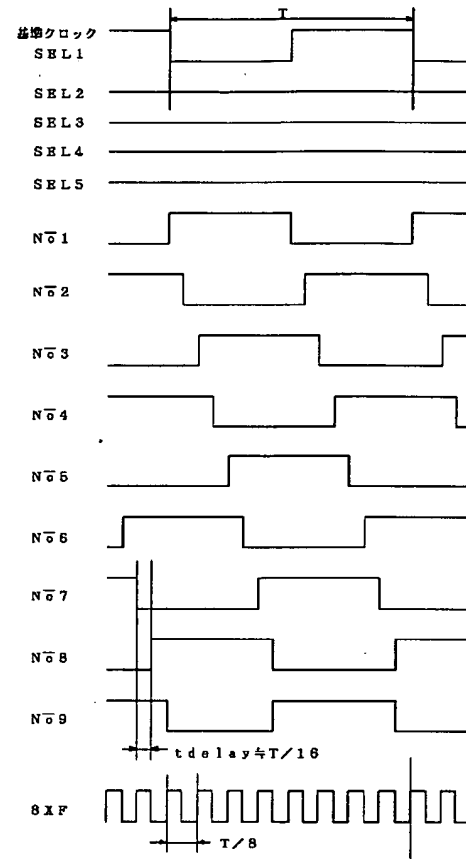 T
基準クロック
SEL1
SEL2
SEL3
SEL4
SEL5
No1
No2
No3
No4
No5
No6
No7
No8
No9
tdelay≒T/16
8XF
T/8